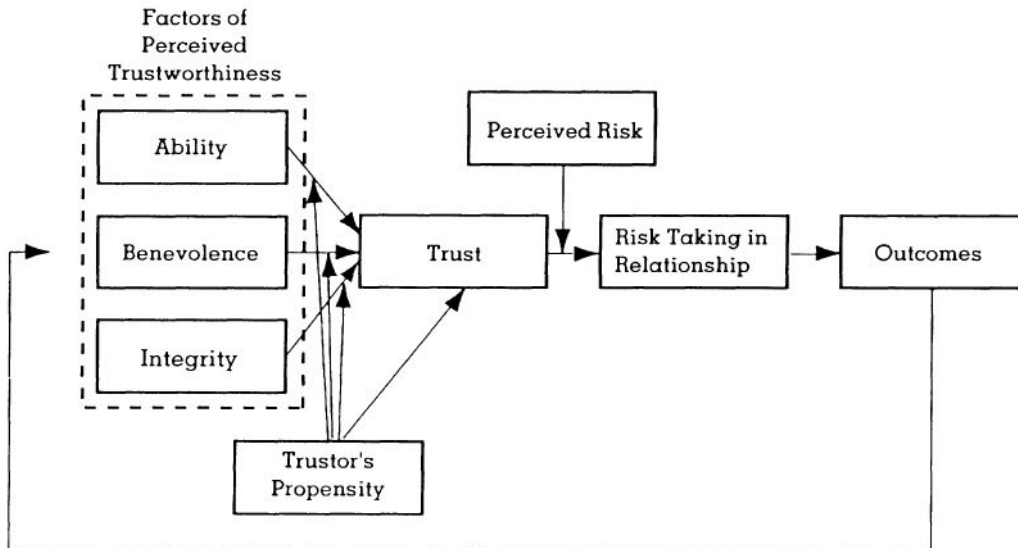 Factors of
Perceived
Trustworthiness
Ability
Benevolence
Integrity
Trustor's
Propensity
Trust
Perceived Risk
Risk Taking in
Relationship
Outcomes